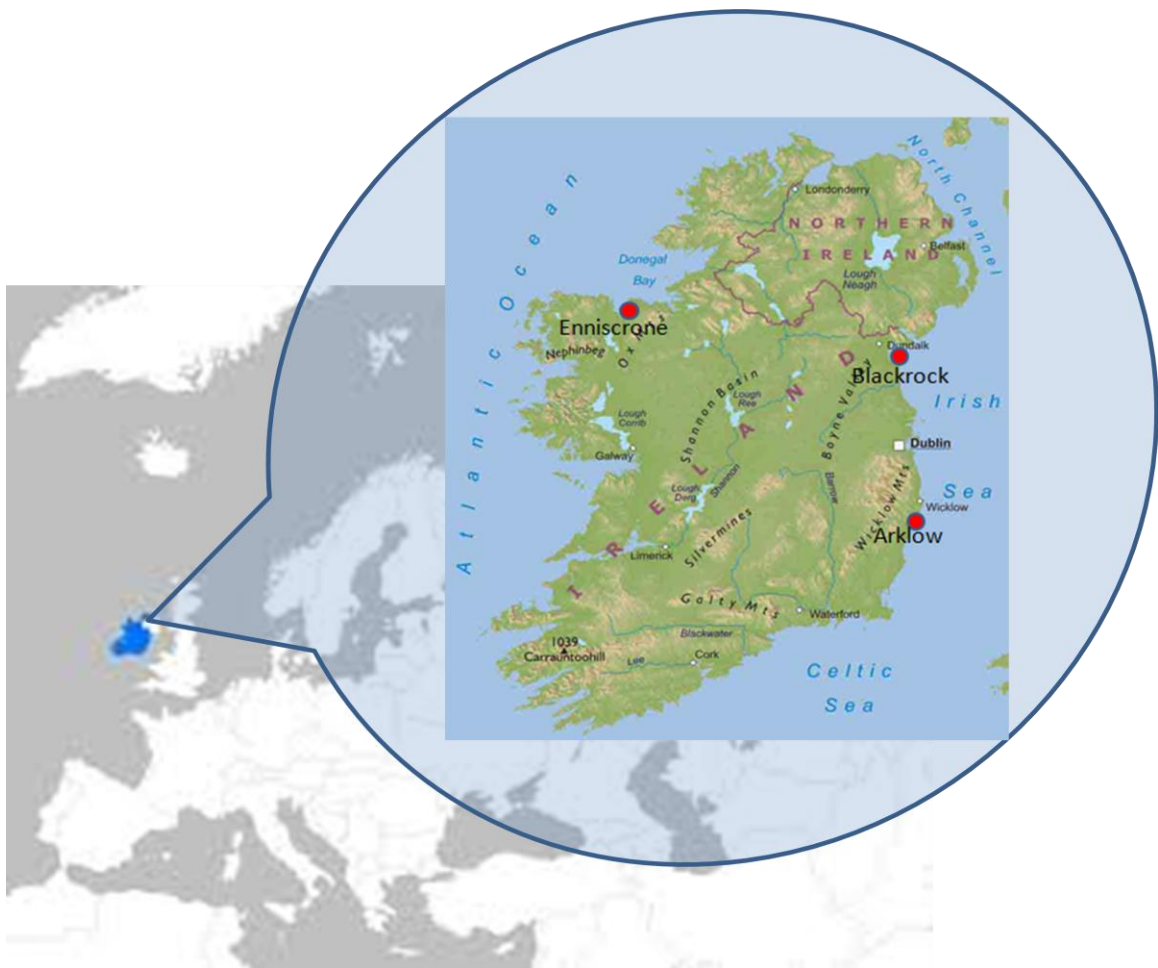 Atlantic Ocean
North Channel
Londonderry
NORTHERN
IRELAND
Belfast
Lough
Neagh
Donegal
Bay
Enniscrone
Nephinbeg
Ox Mts
Dundalk
Blackrock
Boyne Valley
Shannon Basin
Lough
Ree
IRELAND
Irish
Sea
Lough
Corrib
Galway
Dublin
Lough
Derg
Shannon
Barrow
Wicklow Mts
Wicklow
Arklow
Silvermines
Limerick
Galty Mts
Waterford
1039
Carrauntoohill
Blackwater
Lee
Cork
Celtic
Sea